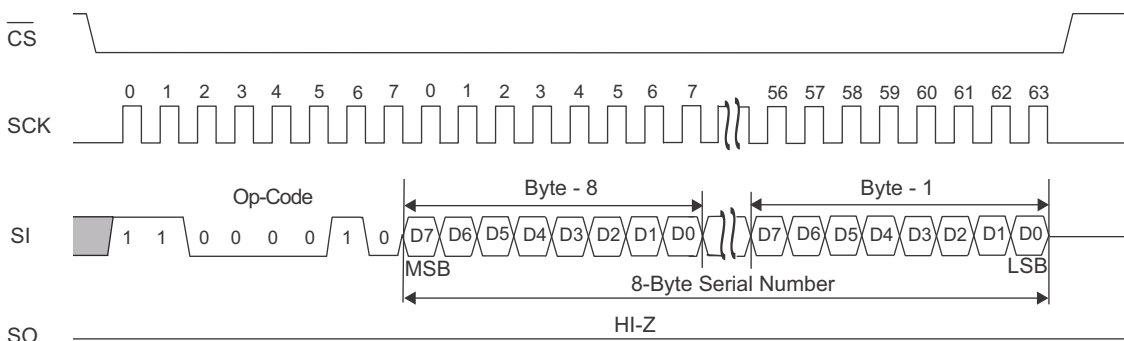 CS
0 1 2 3 4 5 6 7 0 1 2 3 4 5 6 7 56 57 58 59 60 61 62 63
SCK
Op-Code Byte - 8 Byte - 1
SI 1 1 0 0 0 0 1 0 D7 D6 D5 D4 D3 D2 D1 D0 D7 D6 D5 D4 D3 D2 D1 D0
MSB LSB
8-Byte Serial Number
HI-Z
SO